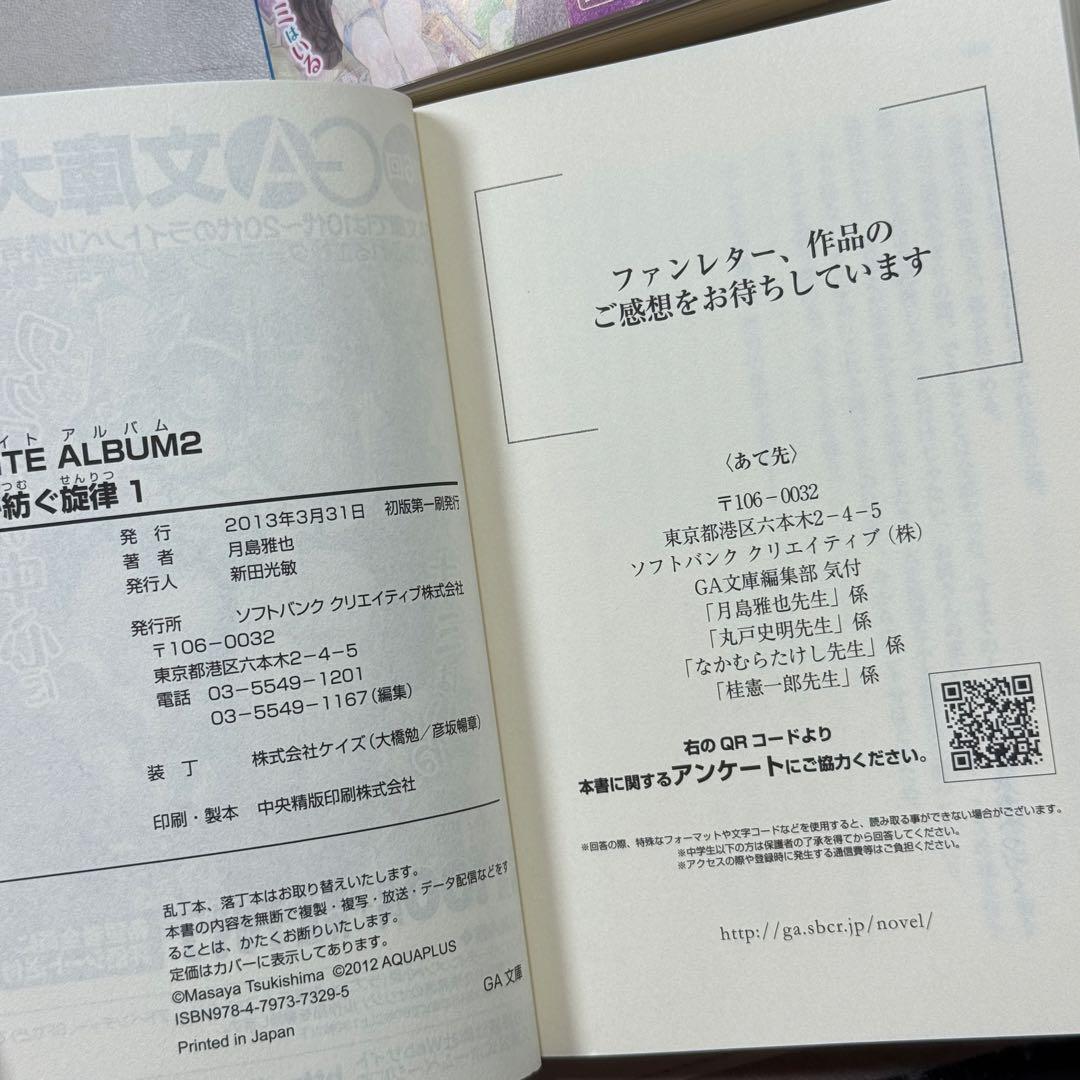 ミはいる
イト アルバム
ITE ALBUM2
つむ せんりつ
紡ぐ旋律 1
発 行 2013年3月31日 初版第一刷発行
著 者 月島雅也
発行人 新田光敏
発行所 ソフトバンク クリエイティブ株式会社
〒106-0032
東京都港区六本木2-4-5
電話 03-5549-1201
03-5549-1167(編集)
装 丁 株式会社ケイズ(大橋勉/彦坂暢章)
印刷・製本 中央精版印刷株式会社
乱丁本、落丁本はお取り替えいたします。
本書の内容を無断で複製・複写・放送・データ配信などをす
ることは、かたくお断りいたします。
定価はカバーに表示してあります。
©Masaya Tsukishima ©2012 AQUAPLUS
ISBN978-4-7973-7329-5
Printed in Japan
GA文庫
ファンレター、作品の
ご感想をお待ちしています
〈あて先〉
〒106-0032
東京都港区六本木2-4-5
ソフトバンク クリエイティブ(株)
GA文庫編集部 気付
「月島雅也先生」係
「丸戸史明先生」係
「なかむらたけし先生」係
「桂憲一郎先生」係
右のQRコードより
本書に関するアンケートにご協力ください。
※回答の際、特殊なフォーマットや文字コードなどを使用すると、読み取る事ができない場合がございます。
※中学生以下の方は保護者の了承を得てから回答してください。
※アクセスの際や登録時に発生する通信費等はご負担ください。
http://ga.sbcr.jp/novel/